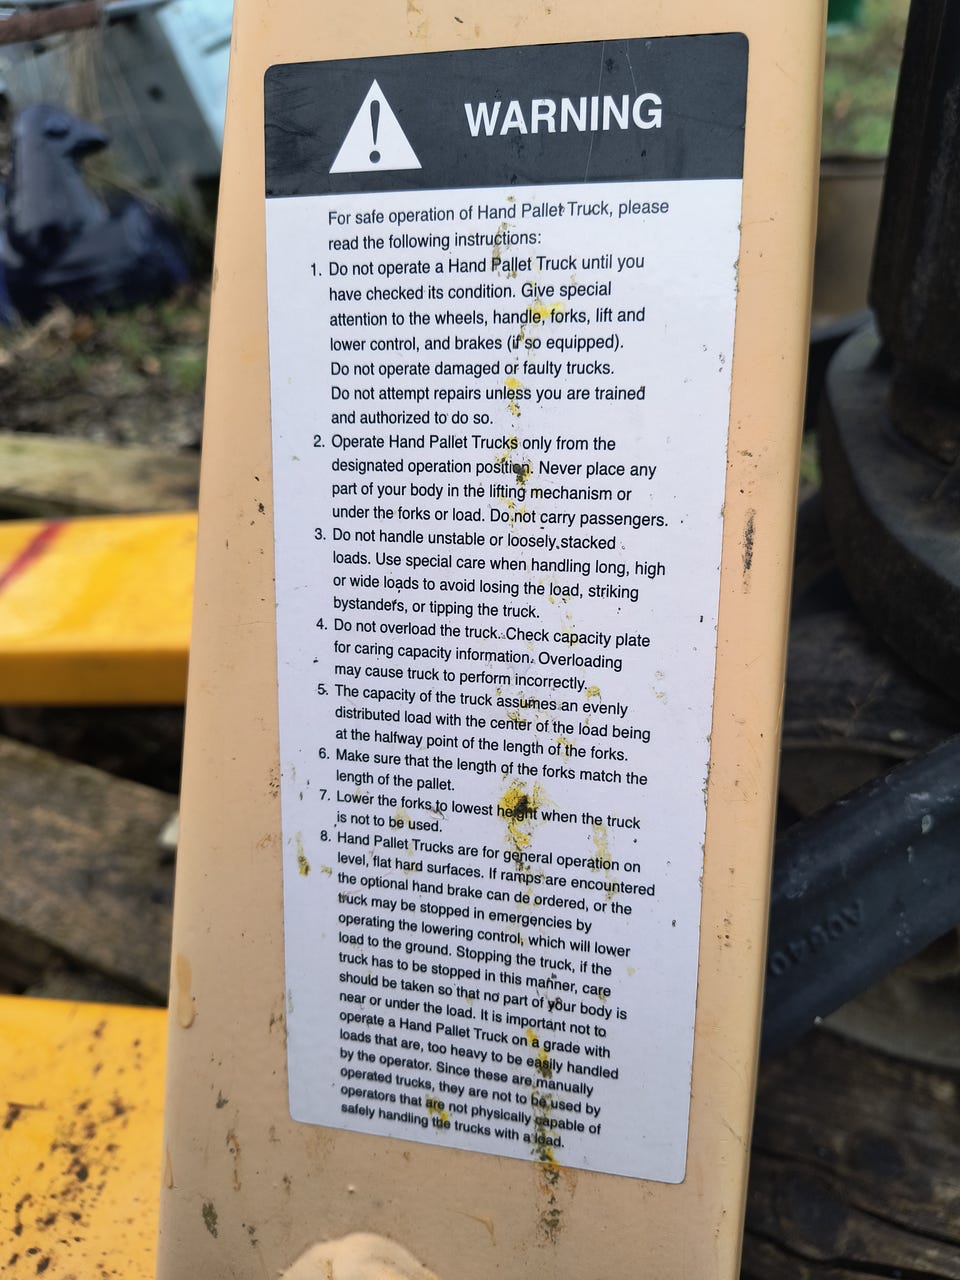 WARNING
For safe operation of Hand Pallet Truck, please
read the following instructions:
1. Do not operate a Hand Pallet Truck until you
have checked its condition. Give special
attention to the wheels, handle, forks, lift and
lower control, and brakes (if so equipped).
Do not operate damaged or faulty trucks.
Do not attempt repairs unless you are trained
and authorized to do so.
2. Operate Hand Pallet Trucks only from the
designated operation position. Never place any
part of your body in the lifting mechanism or
under the forks or load. Do not carry passengers.
3. Do not handle unstable or loosely stacked
loads. Use special care when handling long, high
or wide loads to avoid losing the load, striking
bystanders, or tipping the truck.
4. Do not overload the truck. Check capacity plate
for caring capacity information. Overloading
may cause truck to perform incorrectly.
5. The capacity of the truck assumes an evenly
distributed load with the center of the load being
at the halfway point of the length of the forks.
6. Make sure that the length of the forks match the
length of the pallet.
7. Lower the forks to lowest height when the truck
is not to be used.
8. Hand Pallet Trucks are for general operation on
level, flat hard surfaces. If ramps are encountered
the optional hand brake can de ordered, or the
truck may be stopped in emergencies by
operating the lowering control, which will lower
load to the ground. Stopping the truck, if the
truck has to be stopped in this manner, care
should be taken so that no part of your body is
near or under the load. It is important not to
operate a Hand Pallet Truck on a grade with
loads that are, too heavy to be easily handled
by the operator. Since these are manually
operated trucks, they are not to be used by
operators that are not physically capable of
safely handling the trucks with a load.